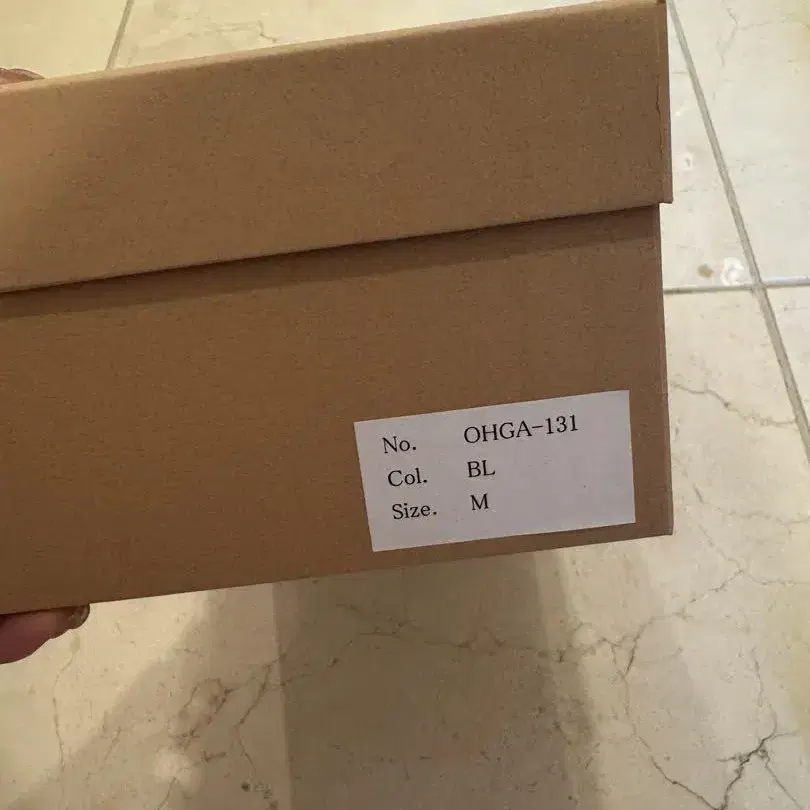 No. OHGA-131
Col. BL
Size. M